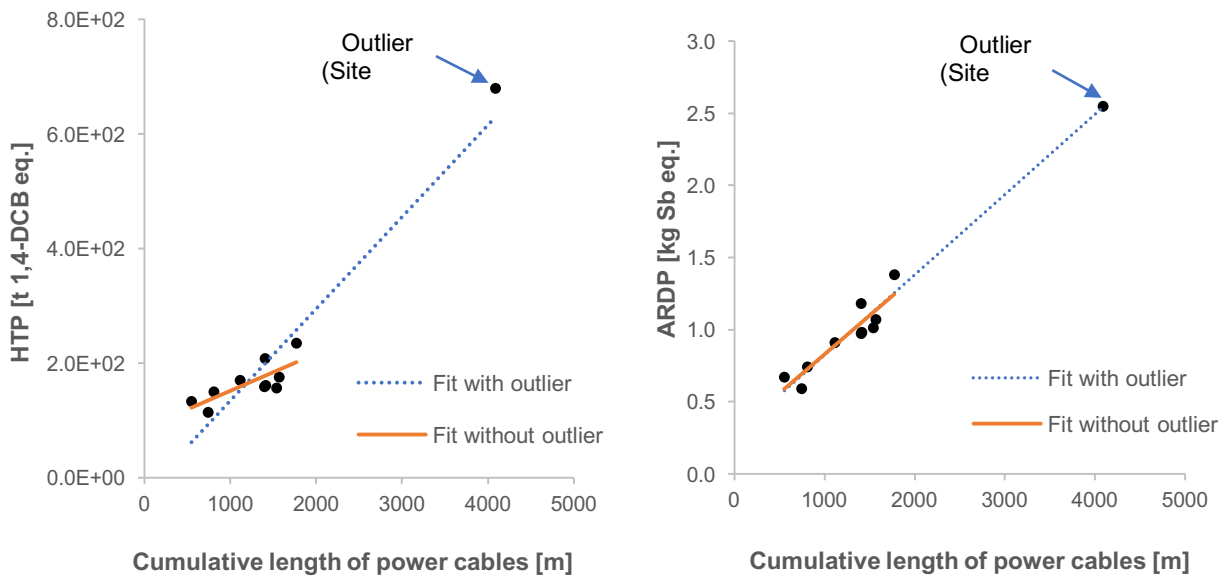 8.0E+02
6.0E+02
4.0E+02
2.0E+02
0.0E+00
HTP [t 1,4-DCB eq.]
Outlier
(Site
Fit with outlier
Fit without outlier
0 1000 2000 3000 4000 5000
Cumulative length of power cables [m]
3.0
2.5
2.0
1.5
1.0
0.5
0.0
ARDP [kg Sb eq.]
Outlier
(Site
Fit with outlier
Fit without outlier
0 1000 2000 3000 4000 5000
Cumulative length of power cables [m]